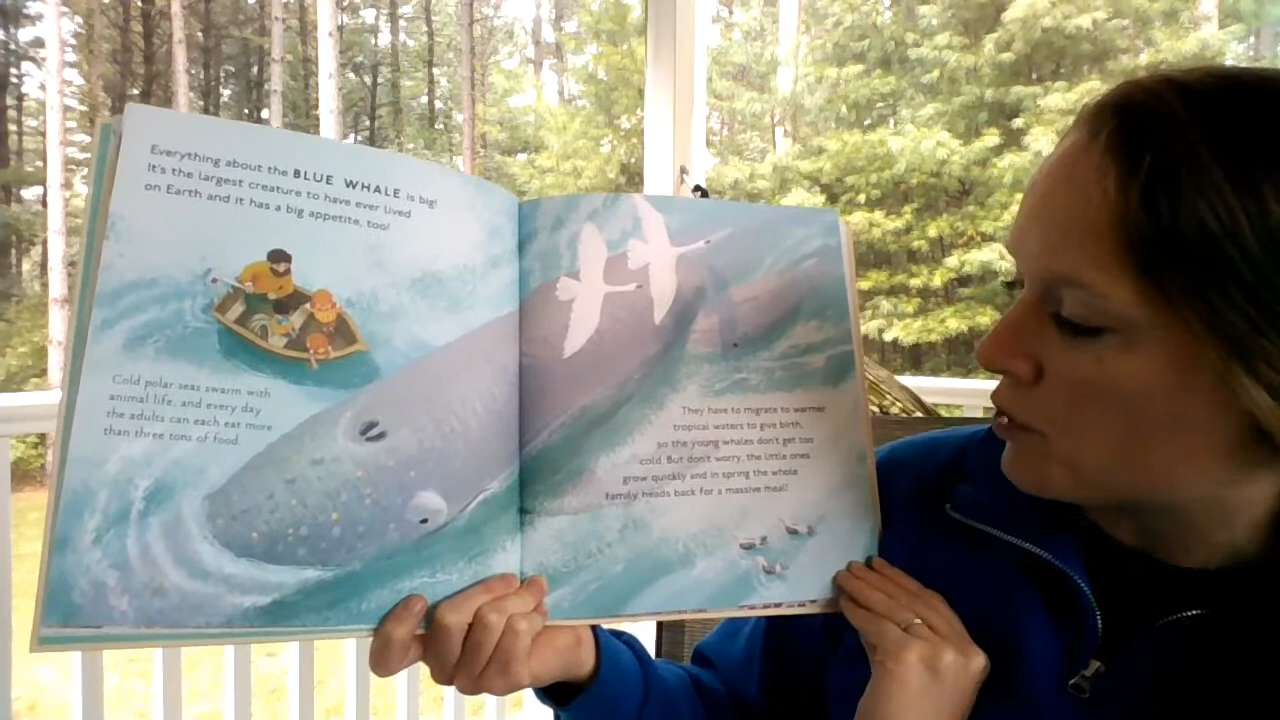 Everything about the BLUE WHALE is big!
It's the largest creature to have ever lived
on Earth and it has a big appetite, too!
Cold polar seas swarm with
animal life, and every day
the adults can each eat more
than three tons of food.
They have to migrate to warmer
tropical waters to give birth,
so the young whales don't get too
cold. But don't worry, the little ones
grow quickly and in spring the whole
family heads back for a massive meal!